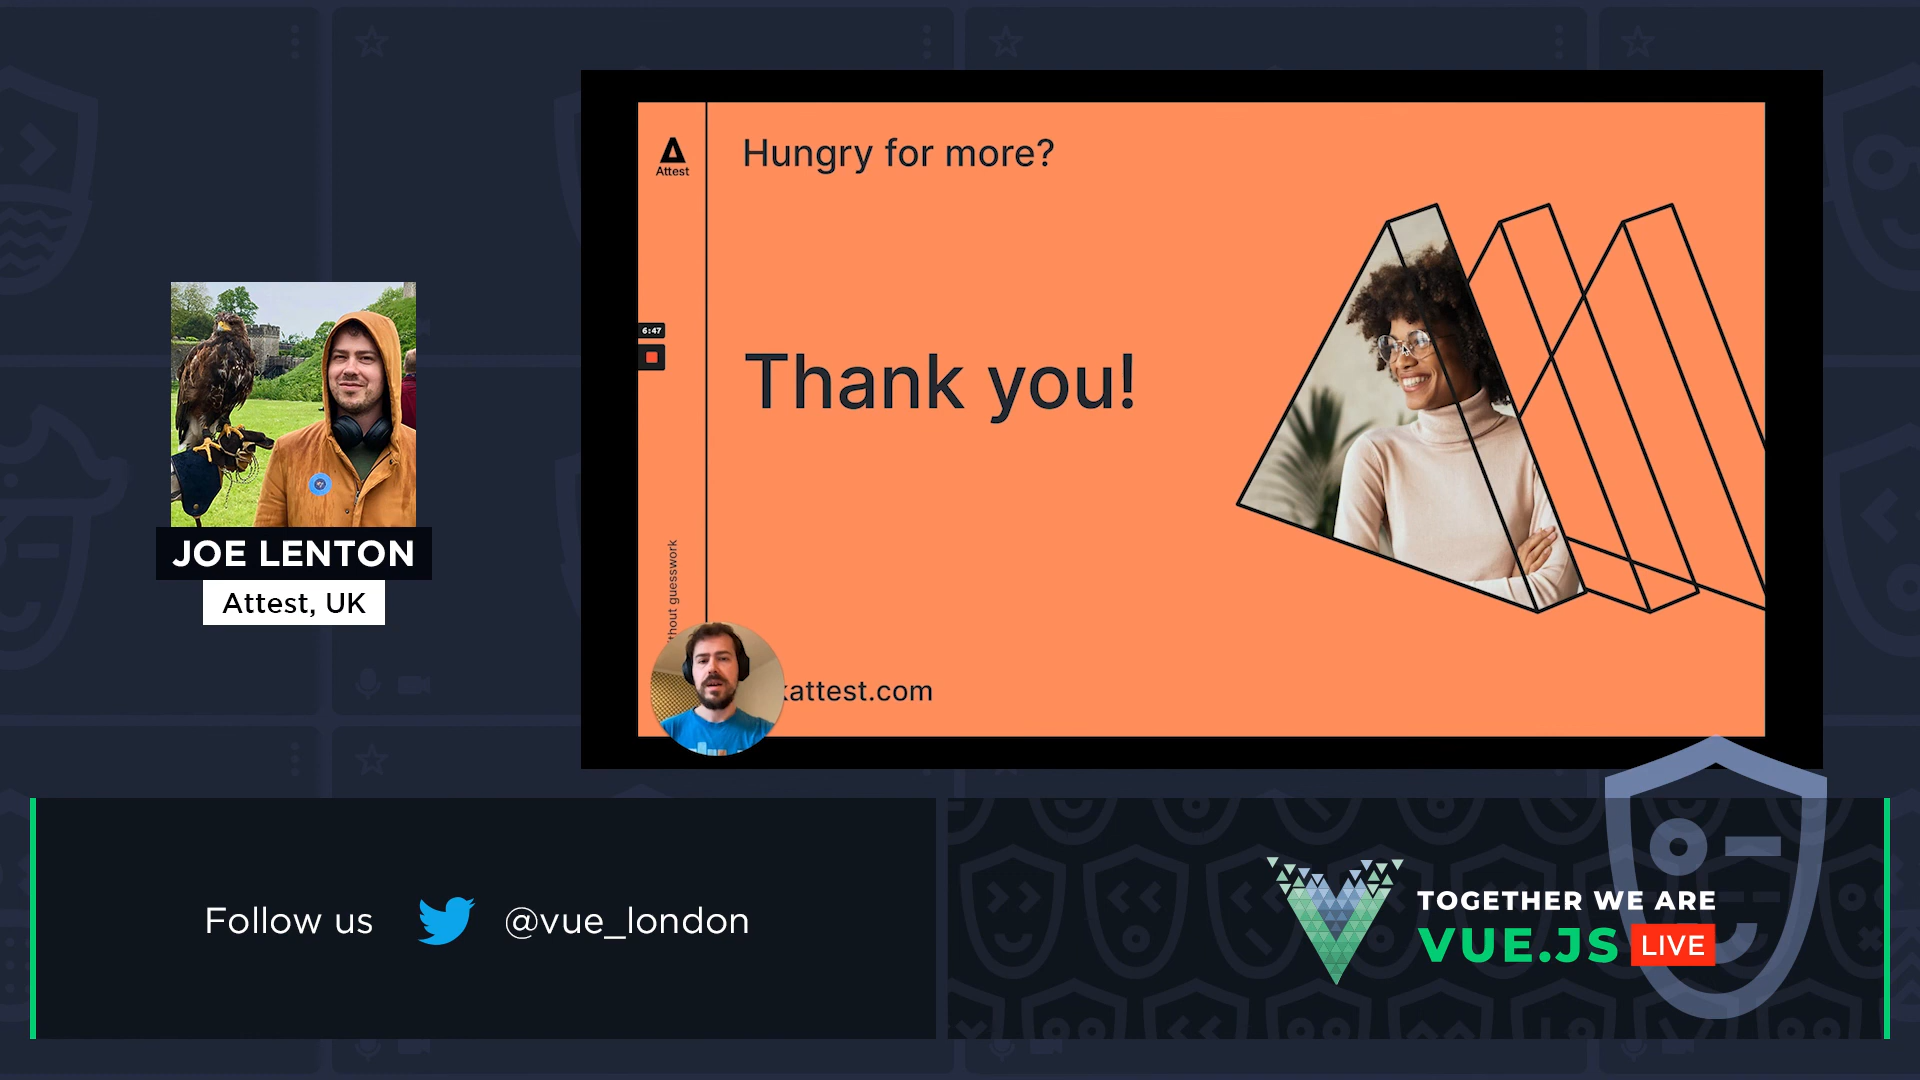 Attest
Hungry for more?
6:47
Thank you!
guesswork
attest.com
JOE LENTON
Attest, UK
Follow us
@vue_london
TOGETHER WE ARE
VUE.JS LIVE